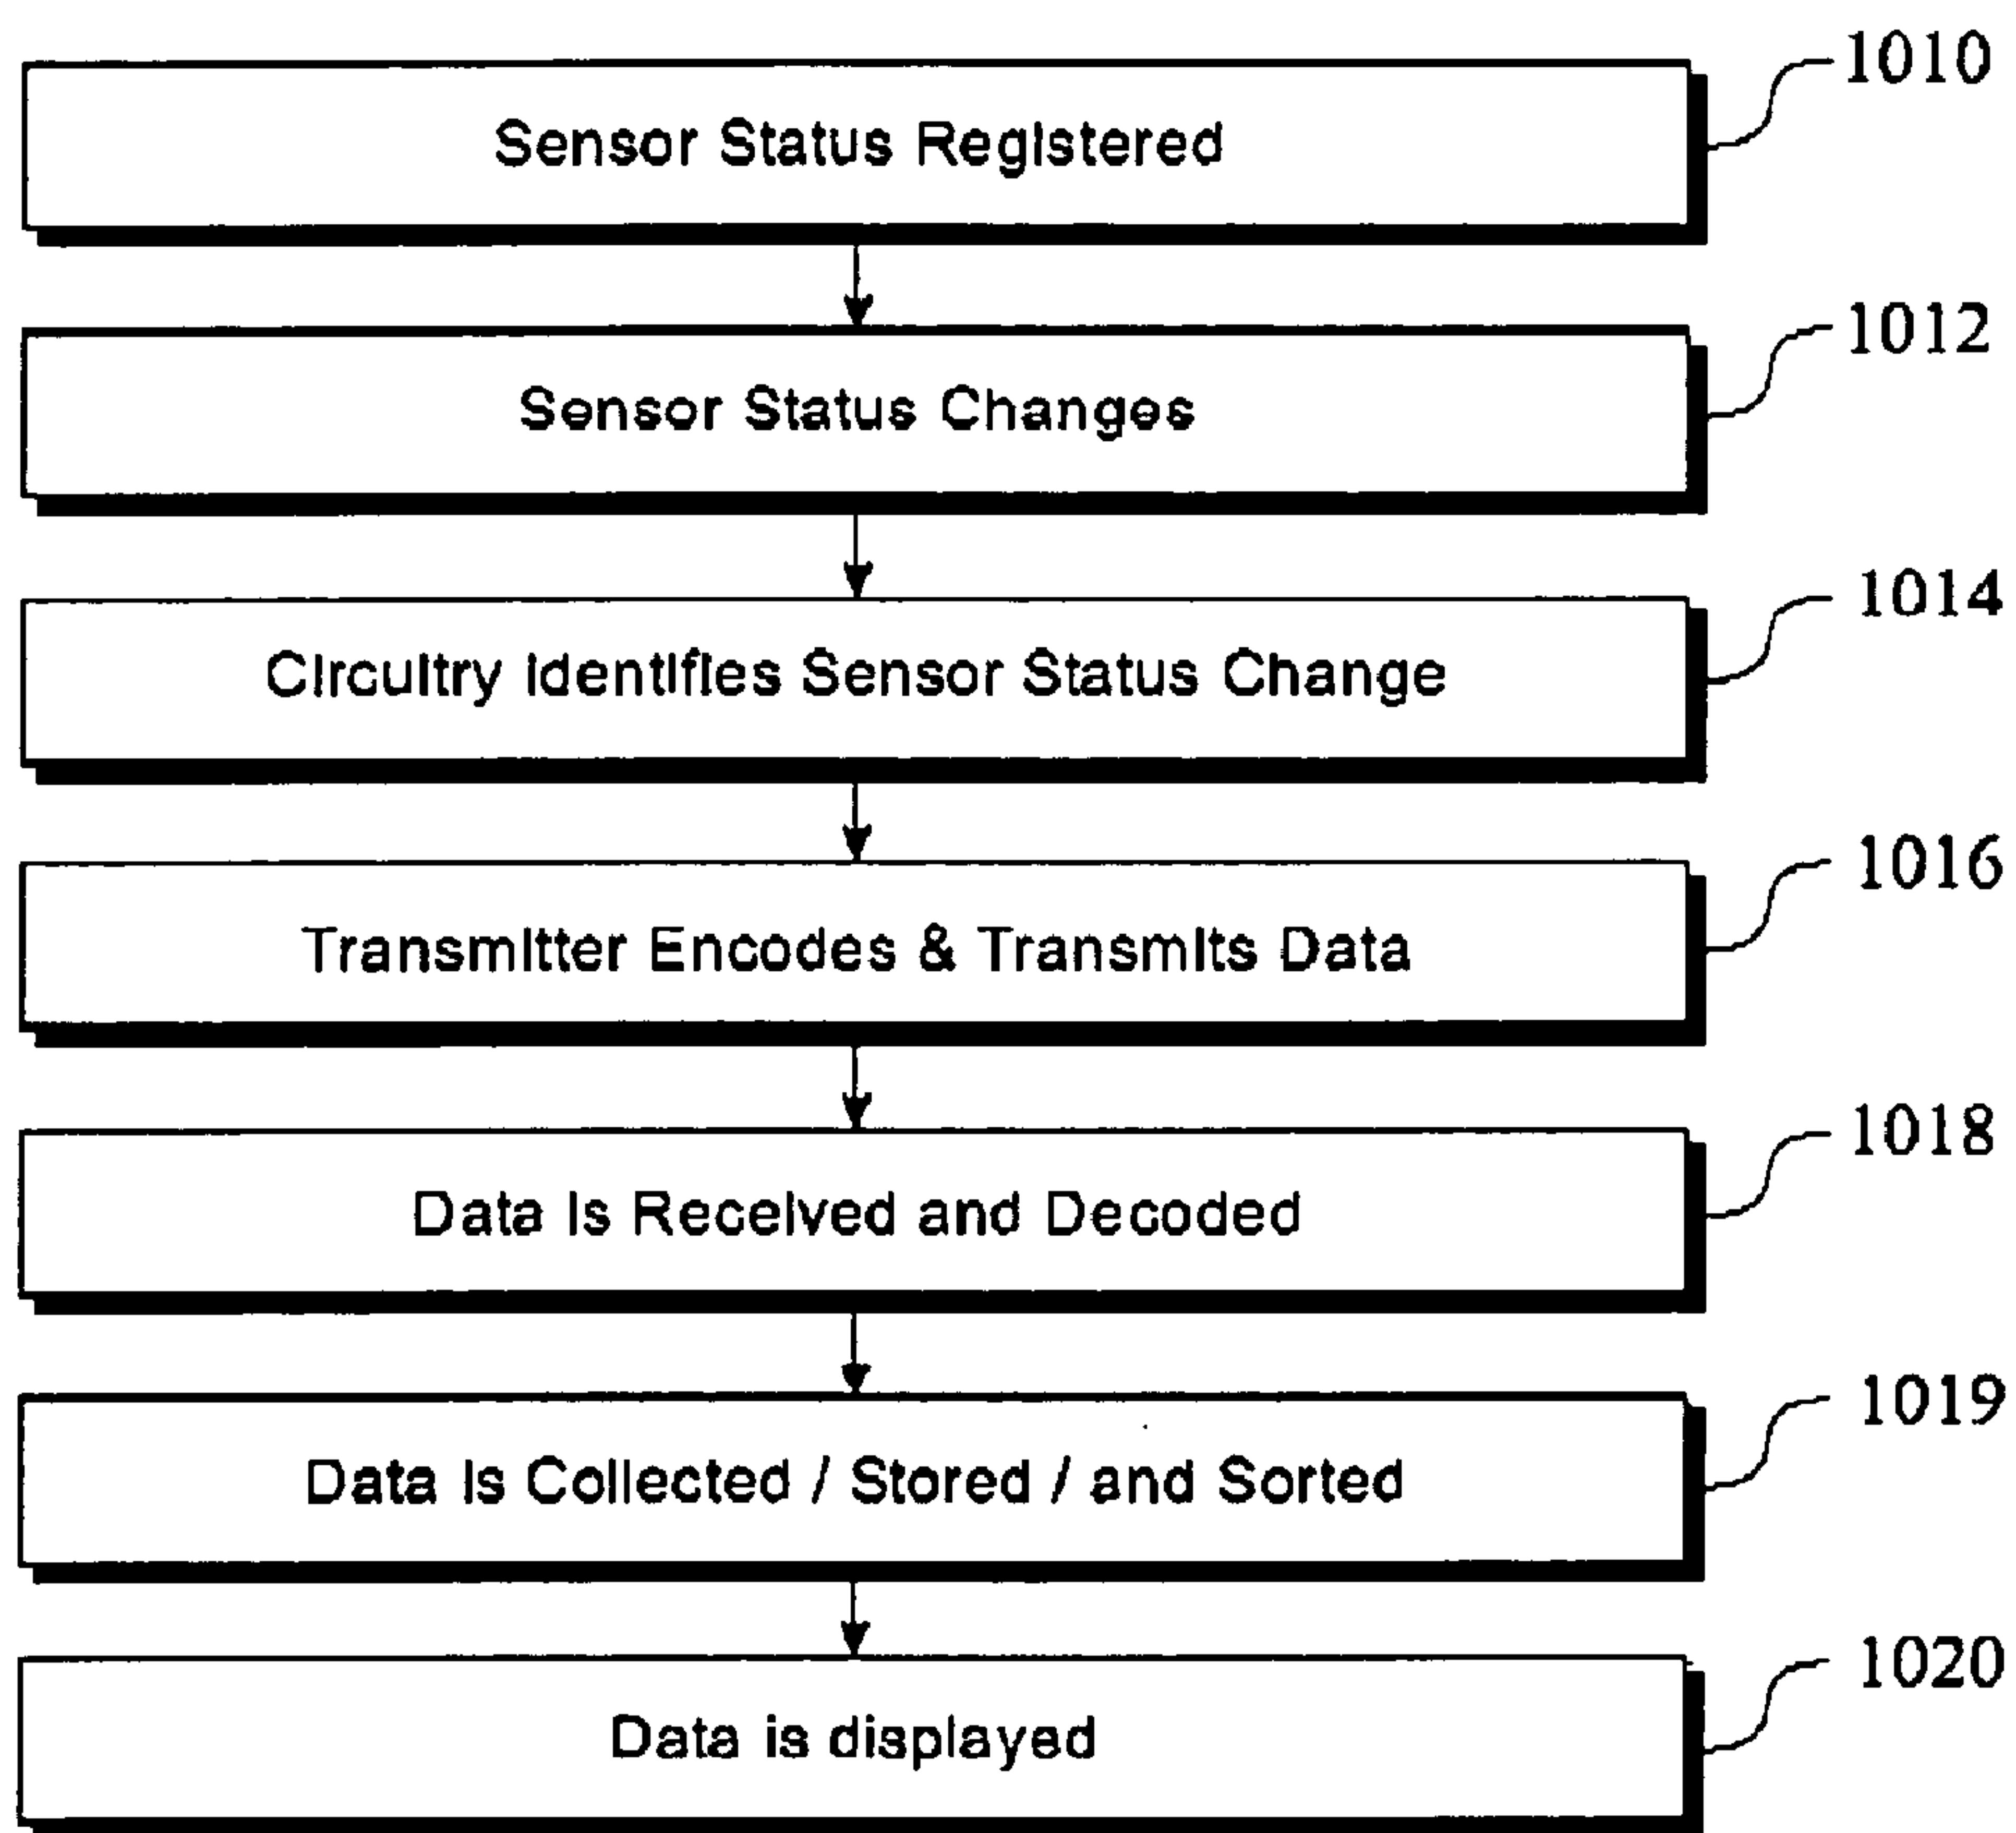 1010
Sensor Status Registered
1012
Sensor Status Changes
1014
Circuitry Identifies Sensor Status Change
1016
Transmitter Encodes & Transmits Data
1018
Data Is Received and Decoded
1019
Data Is Collected / Stored / and Sorted
1020
Data is displayed